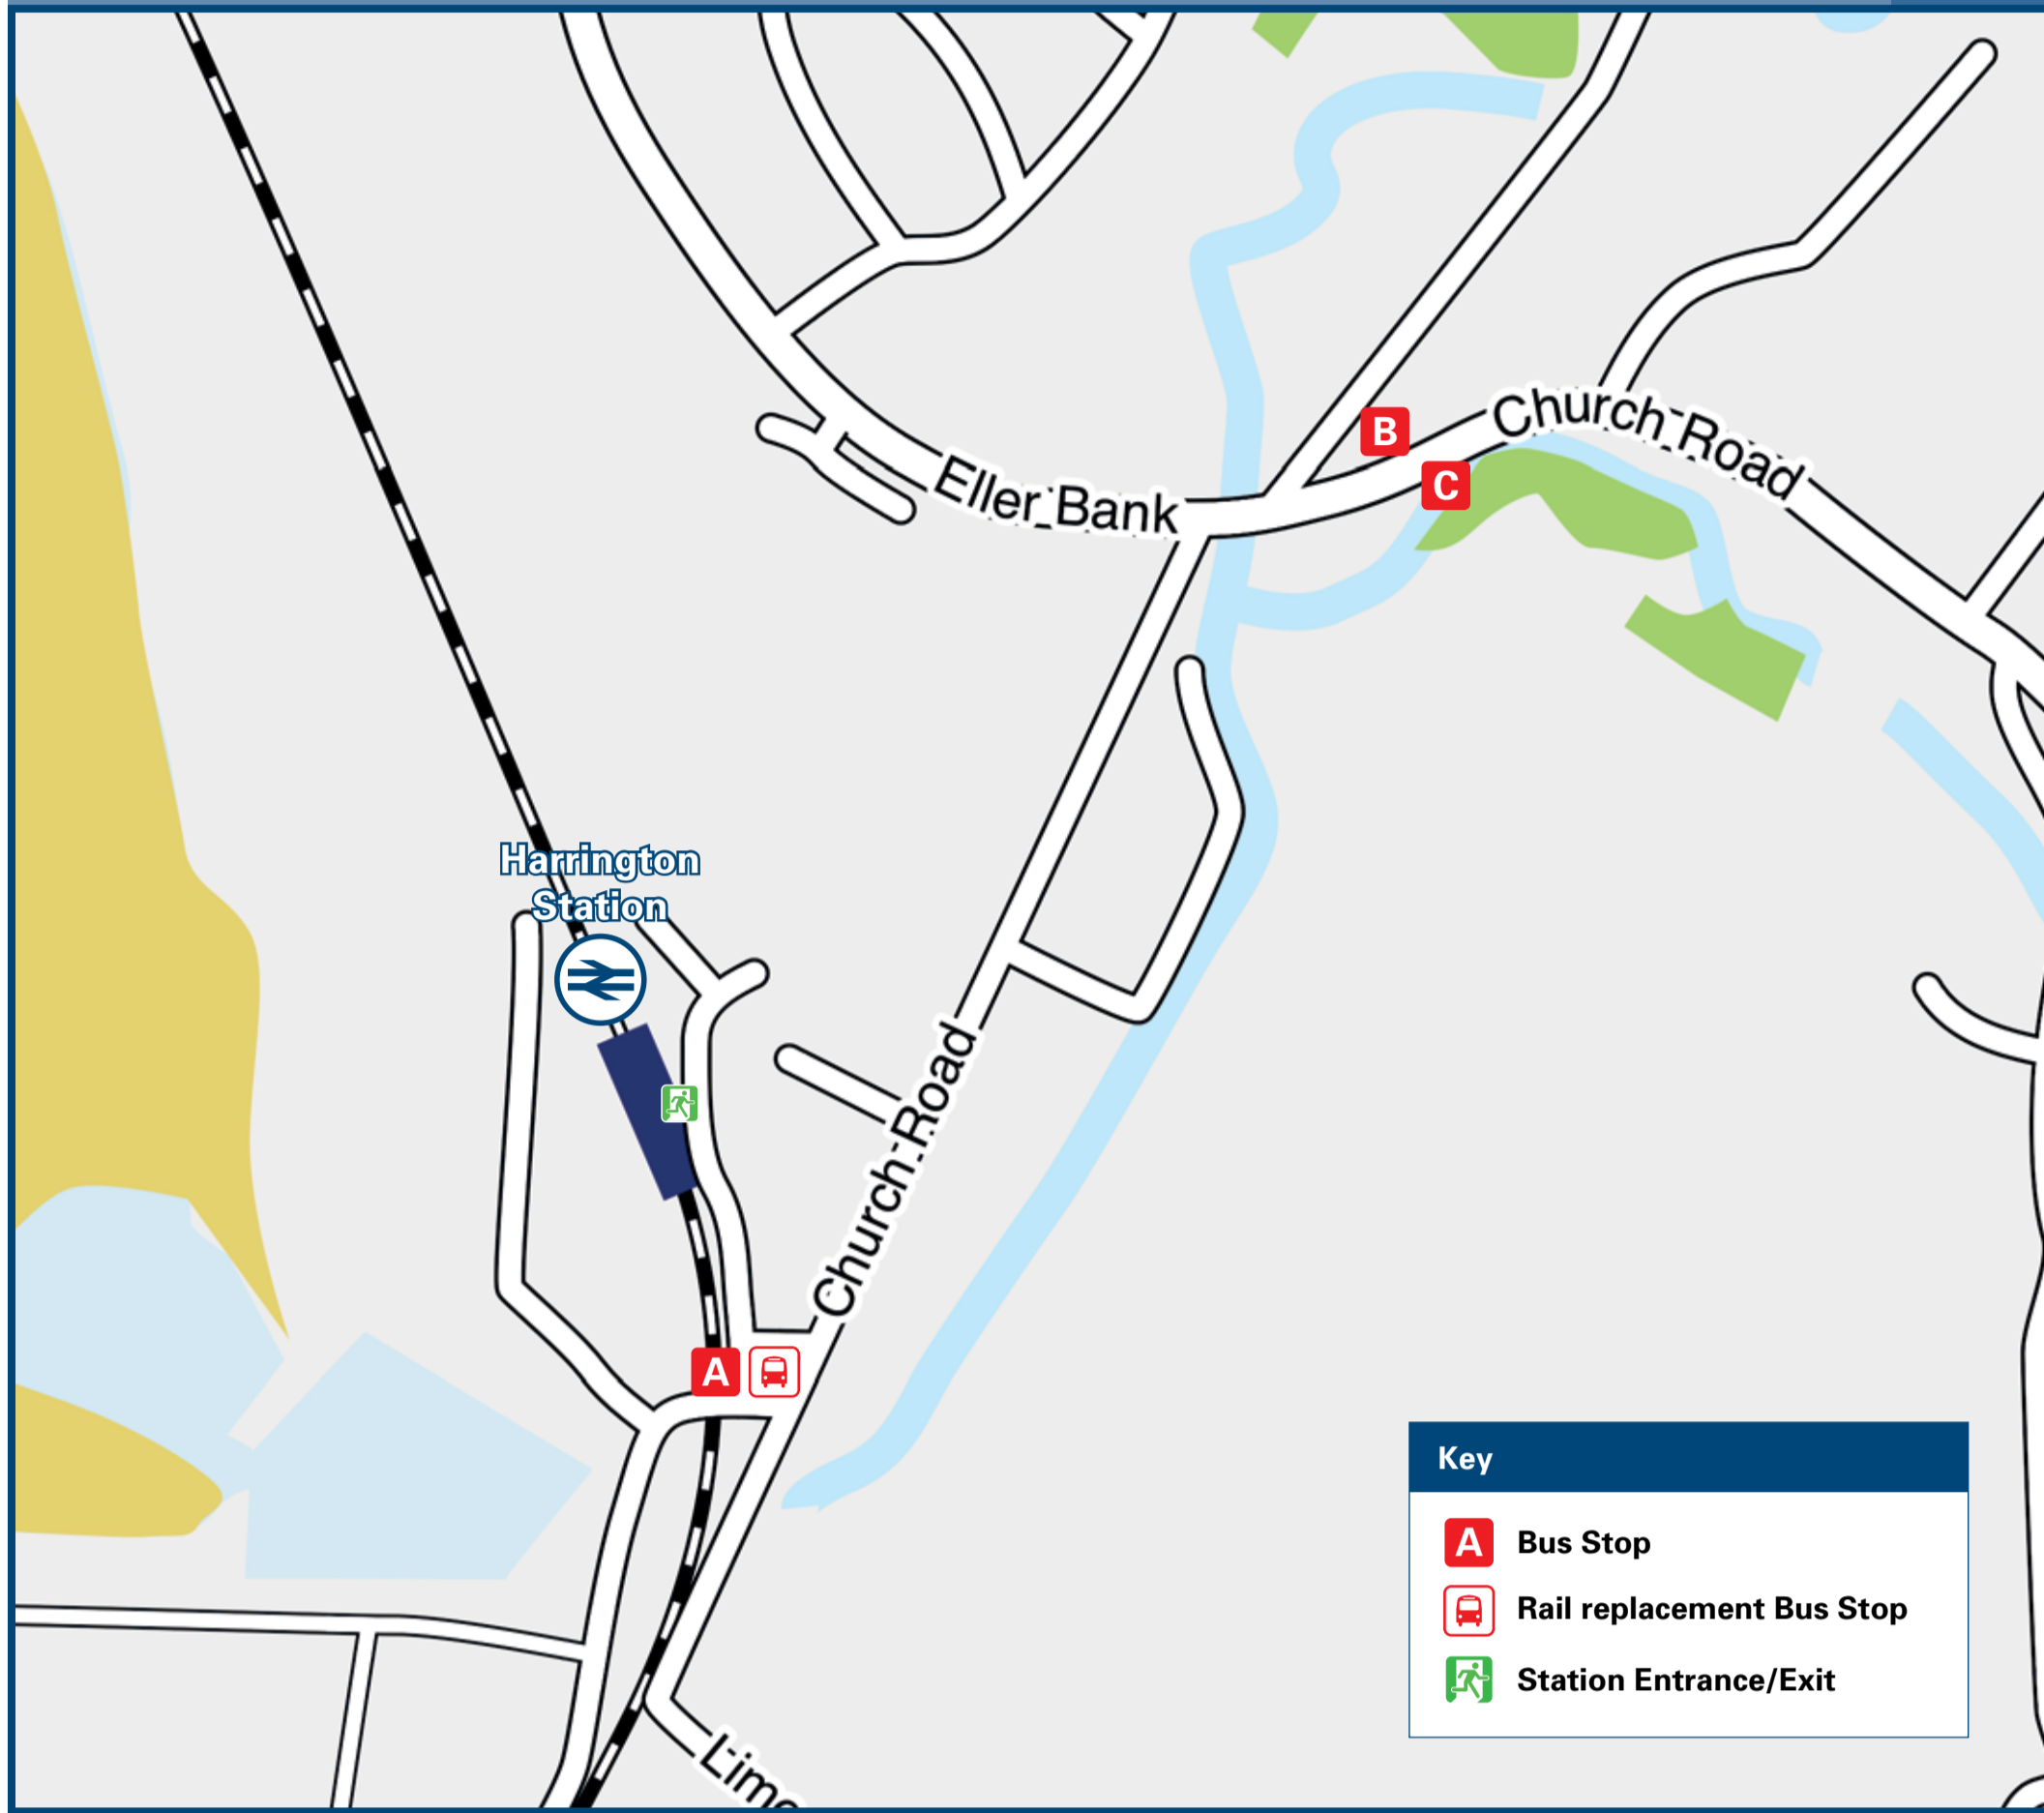 Church Road
B
C
Eller Bank
Harrington
Station
Church Road
A
Key
A Bus Stop
Rail replacement Bus Stop
Station Entrance/Exit